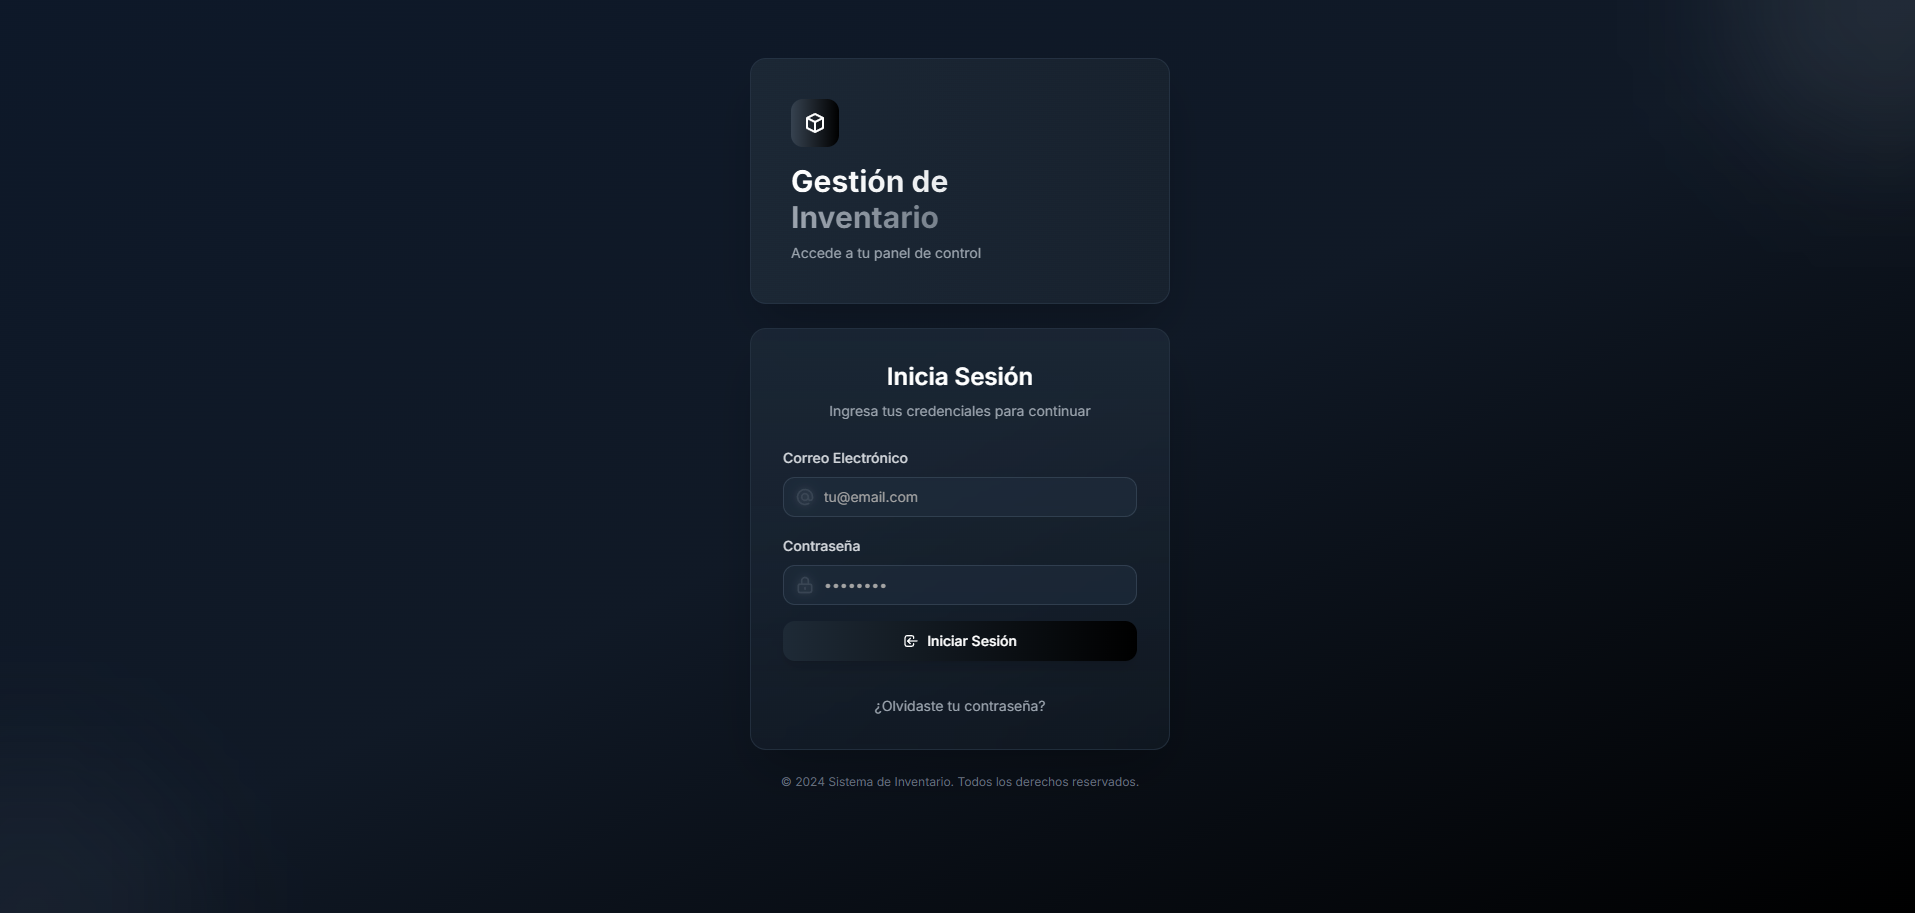 Gestión de
Inventario
Accede a tu panel de control
Inicia Sesión
Ingresa tus credenciales para continuar
Correo Electrónico
tu@email.com
Contraseña
••••••••
Iniciar Sesión
¿Olvidaste tu contraseña?
© 2024 Sistema de Inventario. Todos los derechos reservados.